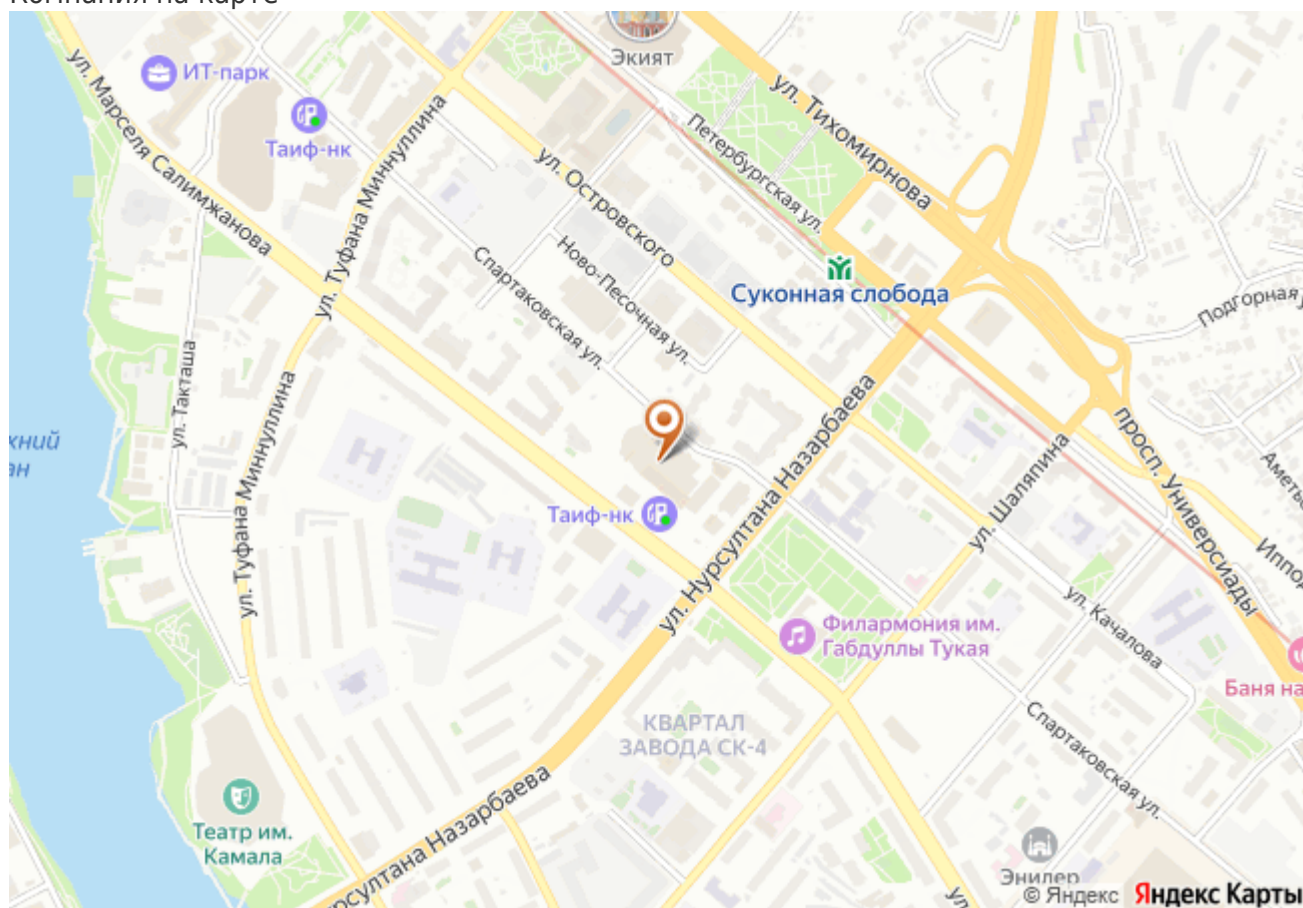 Компания на карте
Экият
ИТ-парк
ул. Тихомирнова
ул. Марселя Салимжанова
Таиф-нк
ул. Туфана Миннуллина
Петербургская ул.
ул. Островского
Ново-Песочная ул.
Спартаковская ул.
Суконная слобода
Подгорная
ул. Такташа
ул. Туфана Миннуллина
ул. Нурсултана Назарбаева
просп. Универсиады
ул. Шаляпина
Таиф-нк
ул. Качалова
Филармония им.
Габдуллы Тукая
Баня на
КВАРТАЛ
ЗАВОДА СК-4
Спартаковская ул.
Театр им.
Камала
Энилер
© Яндекс Яндекс Карты